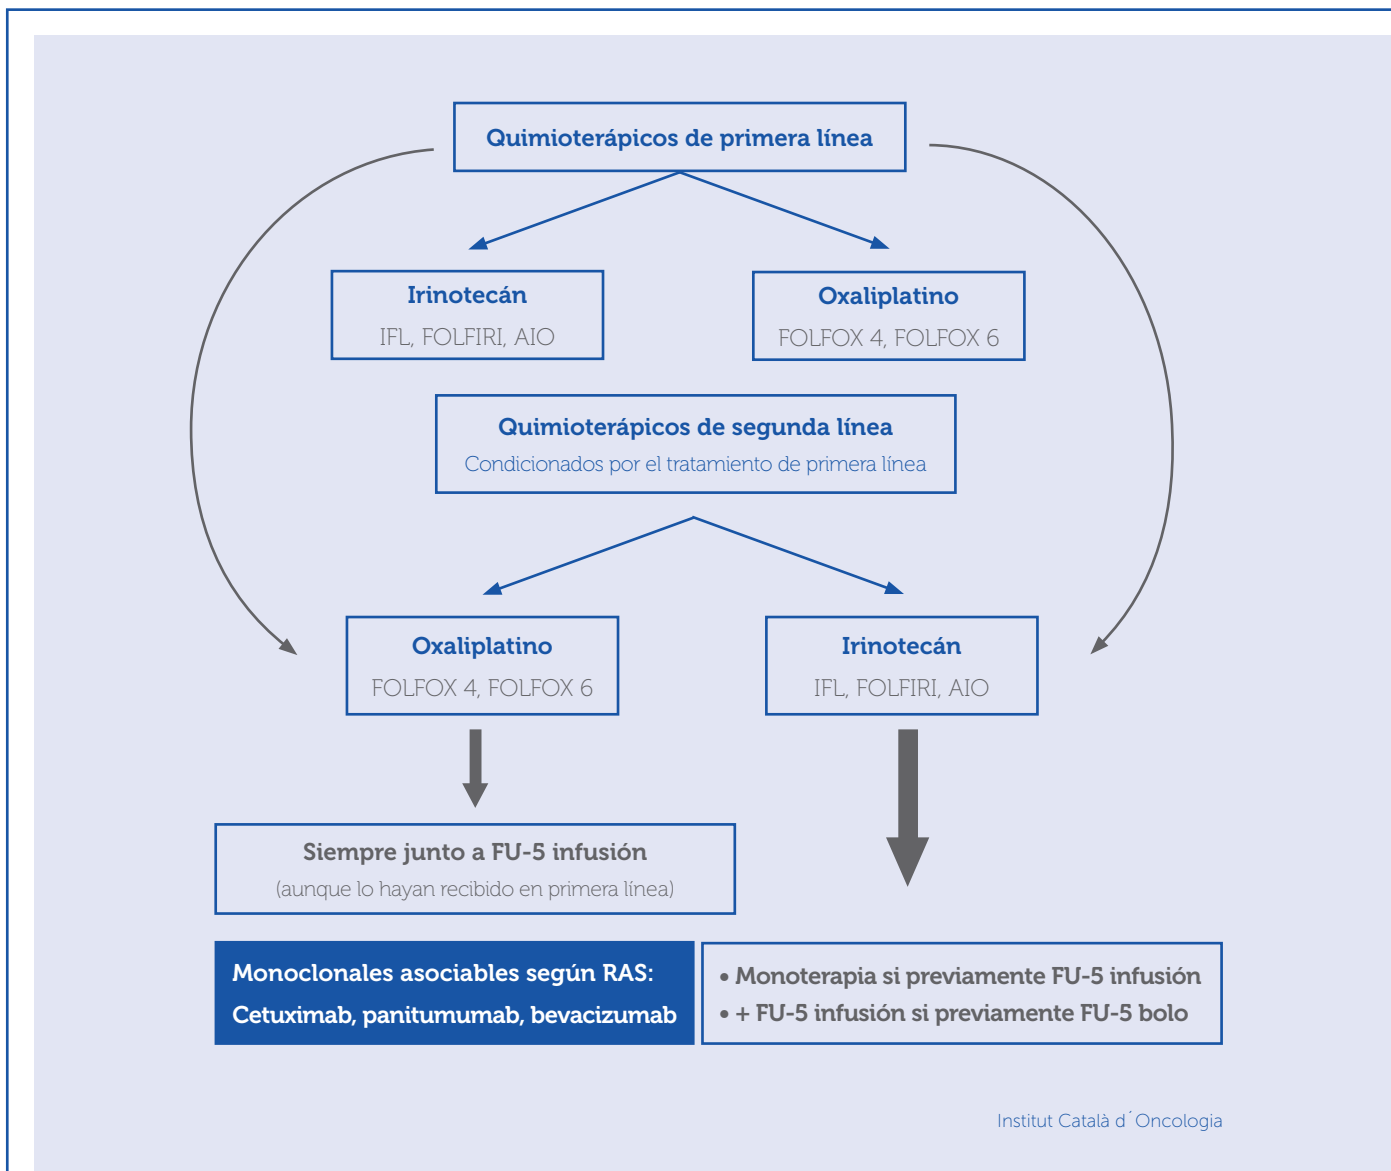 Quimioterápicos de primera línea
Irinotecán
IFL, FOLFIRI, AIO
Oxaliplatino
FOLFOX 4, FOLFOX 6
Quimioterápicos de segunda línea
Condicionados por el tratamiento de primera línea
Oxaliplatino
FOLFOX 4, FOLFOX 6
Irinotecán
IFL, FOLFIRI, AIO
Siempre junto a FU-5 infusión
(aunque lo hayan recibido en primera línea)
Monoclonales asociables según RAS:
Cetuximab, panitumumab, bevacizumab
• Monoterapia si previamente FU-5 infusión
• + FU-5 infusión si previamente FU-5 bolo
Institut Català d´Oncologia